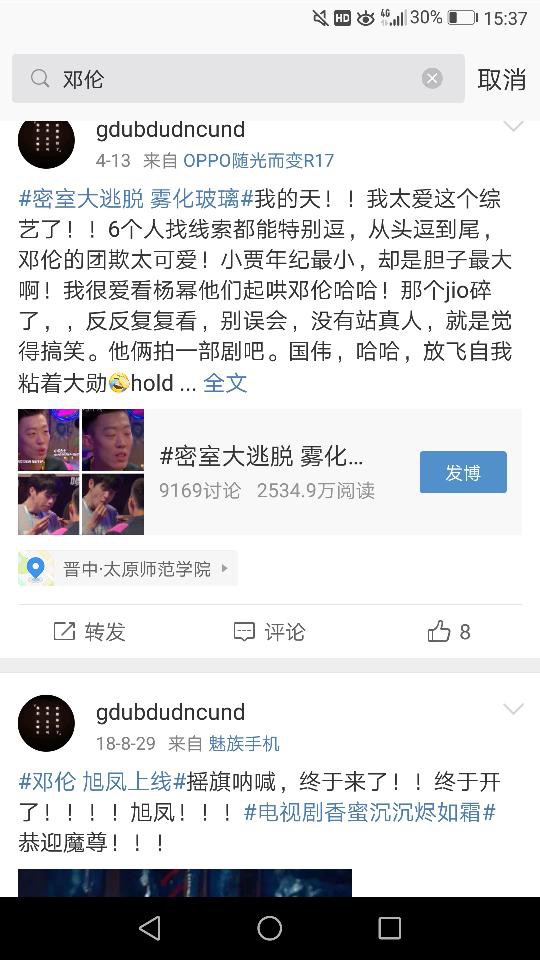 HD 4G 30% 15:37
邓伦 取消
gdubdudncund
4-13 来自 OPPO随光而变R17
#密室大逃脱 雾化玻璃#我的天！！我太爱这个综
艺了！！6个人找线索都能特别逗，从头逗到尾，
邓伦的团欺太可爱！小贾年纪最小，却是胆子最大
啊！我很爱看杨幂他们起哄邓伦哈哈！那个jio碎
了，，反反复复看，别误会，没有站真人，就是觉
得搞笑。他俩拍一部剧吧。国伟，哈哈，放飞自我
粘着大勋🤣hold ... 全文
#密室大逃脱 雾化...
9169讨论 2534.9万阅读
发博
晋中·太原师范学院
转发 评论 8
gdubdudncund
18-8-29 来自 魅族手机
#邓伦 旭凤上线#摇旗呐喊，终于来了！！终于开
了！！！！旭凤！！！#电视剧香蜜沉沉烬如霜#
恭迎魔尊！！！